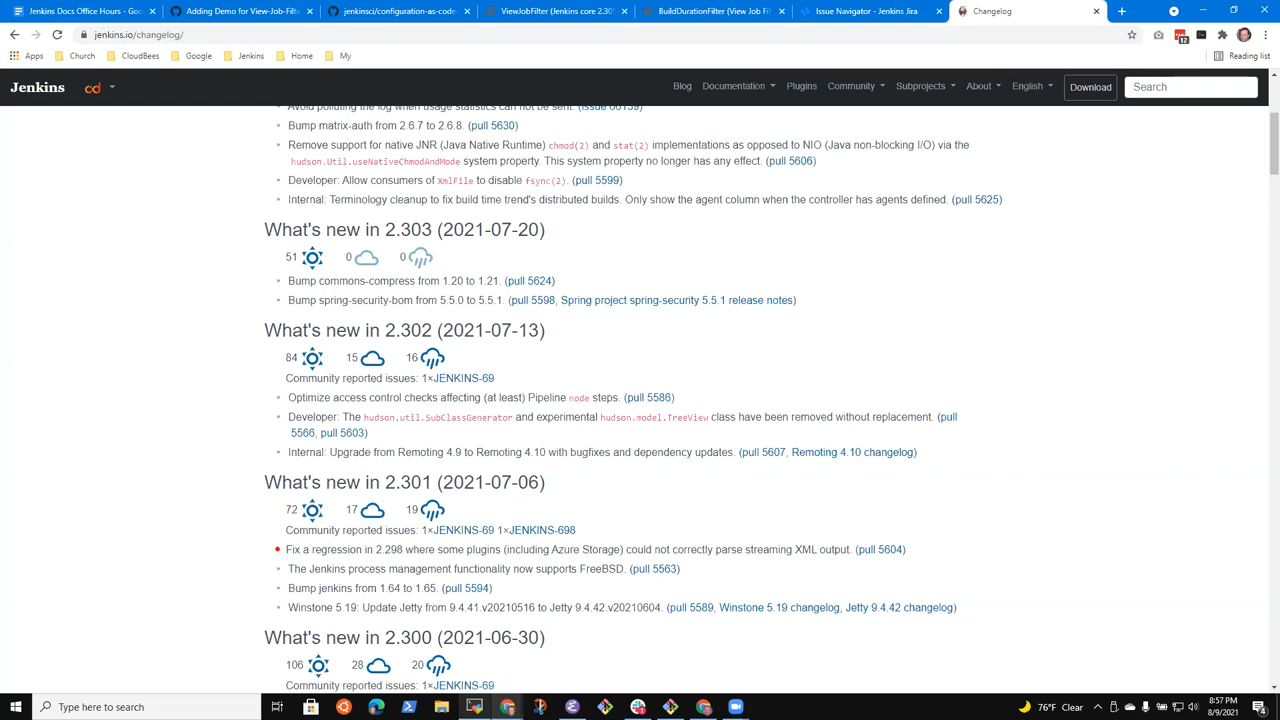 Jenkins Docs Office Hours - Goo
Adding Demo for View-Job-Filt
jenkinsci/configuration-as-code-
ViewJobFilter (Jenkins core 2.30
BuildDurationFilter (View Job Fi
Issue Navigator - Jenkins Jira
Changelog
jenkins.io/changelog/
12
Apps
Church
CloudBees
Google
Jenkins
Home
My
Reading list
Jenkins
Blog
Documentation
Plugins
Community
Subprojects
About
English
Download
Search
Avoid polluting the log when usage statistics can not be sent. (issue 66159)
Bump matrix-auth from 2.6.7 to 2.6.8. (pull 5630)
Remove support for native JNR (Java Native Runtime) chmod(2) and stat(2) implementations as opposed to NIO (Java non-blocking I/O) via the
hudson.Util.useNativeChmodAndMode system property. This system property no longer has any effect. (pull 5606)
Developer: Allow consumers of XmlFile to disable fsync(2). (pull 5599)
Internal: Terminology cleanup to fix build time trend's distributed builds. Only show the agent column when the controller has agents defined. (pull 5625)
What's new in 2.303 (2021-07-20)
51 0 0
Bump commons-compress from 1.20 to 1.21. (pull 5624)
Bump spring-security-bom from 5.5.0 to 5.5.1. (pull 5598, Spring project spring-security 5.5.1 release notes)
What's new in 2.302 (2021-07-13)
84 15 16
Community reported issues: 1×JENKINS-69
Optimize access control checks affecting (at least) Pipeline node steps. (pull 5586)
Developer: The hudson.util.SubClassGenerator and experimental hudson.model.TreeView class have been removed without replacement. (pull
5566, pull 5603)
Internal: Upgrade from Remoting 4.9 to Remoting 4.10 with bugfixes and dependency updates. (pull 5607, Remoting 4.10 changelog)
What's new in 2.301 (2021-07-06)
72 17 19
Community reported issues: 1×JENKINS-69 1×JENKINS-698
Fix a regression in 2.298 where some plugins (including Azure Storage) could not correctly parse streaming XML output. (pull 5604)
The Jenkins process management functionality now supports FreeBSD. (pull 5563)
Bump jenkins from 1.64 to 1.65. (pull 5594)
Winstone 5.19: Update Jetty from 9.4.41.v20210516 to Jetty 9.4.42.v20210604. (pull 5589, Winstone 5.19 changelog, Jetty 9.4.42 changelog)
What's new in 2.300 (2021-06-30)
106 28 20
Community reported issues: 1×JENKINS-69
Type here to search
76°F Clear
8:57 PM
8/9/2021